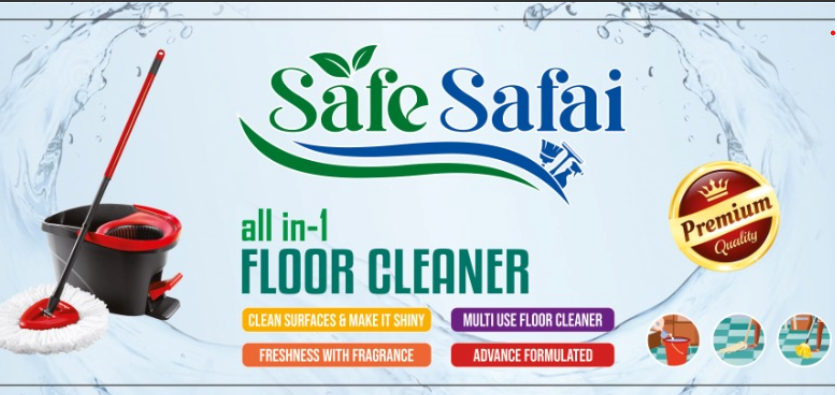 Safe Safai
all in-1
FLOOR CLEANER
CLEAN SURFACES & MAKE IT SHINY
MULTI USE FLOOR CLEANER
FRESHNESS WITH FRAGRANCE
ADVANCE FORMULATED
Premium
Quality